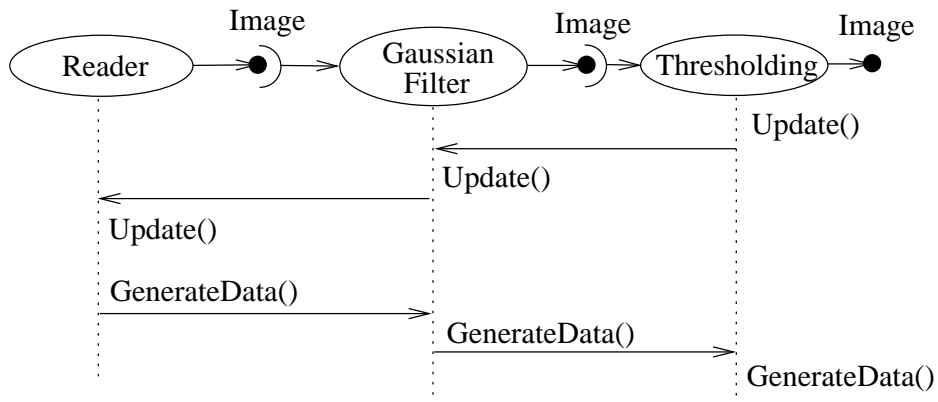 Image
Image
Image
Reader
Gaussian
Filter
Thresholding
Update()
Update()
Update()
GenerateData()
GenerateData()
GenerateData()